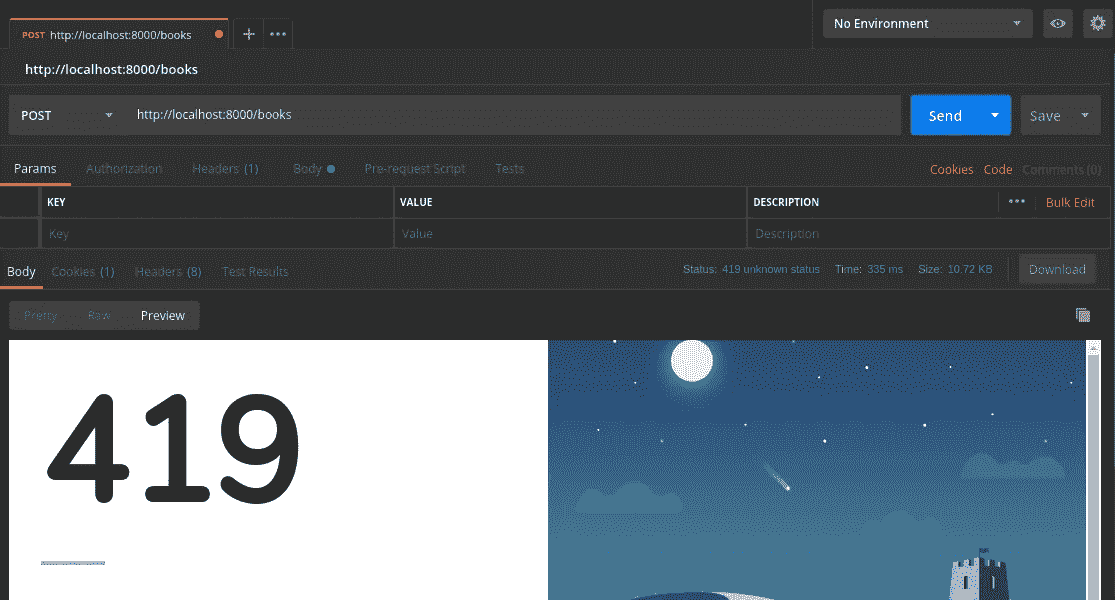 POST http://localhost:8000/books
No Environment
http://localhost:8000/books
POST http://localhost:8000/books Send Save
Params Authorization Headers (1) Body Pre-request Script Tests Cookies Code Comments (0)
KEY VALUE DESCRIPTION Bulk Edit
Key Value Description
Body Cookies (1) Headers (8) Test Results Status: 419 unknown status Time: 335 ms Size: 10.72 KB Download
Pretty Raw Preview
419